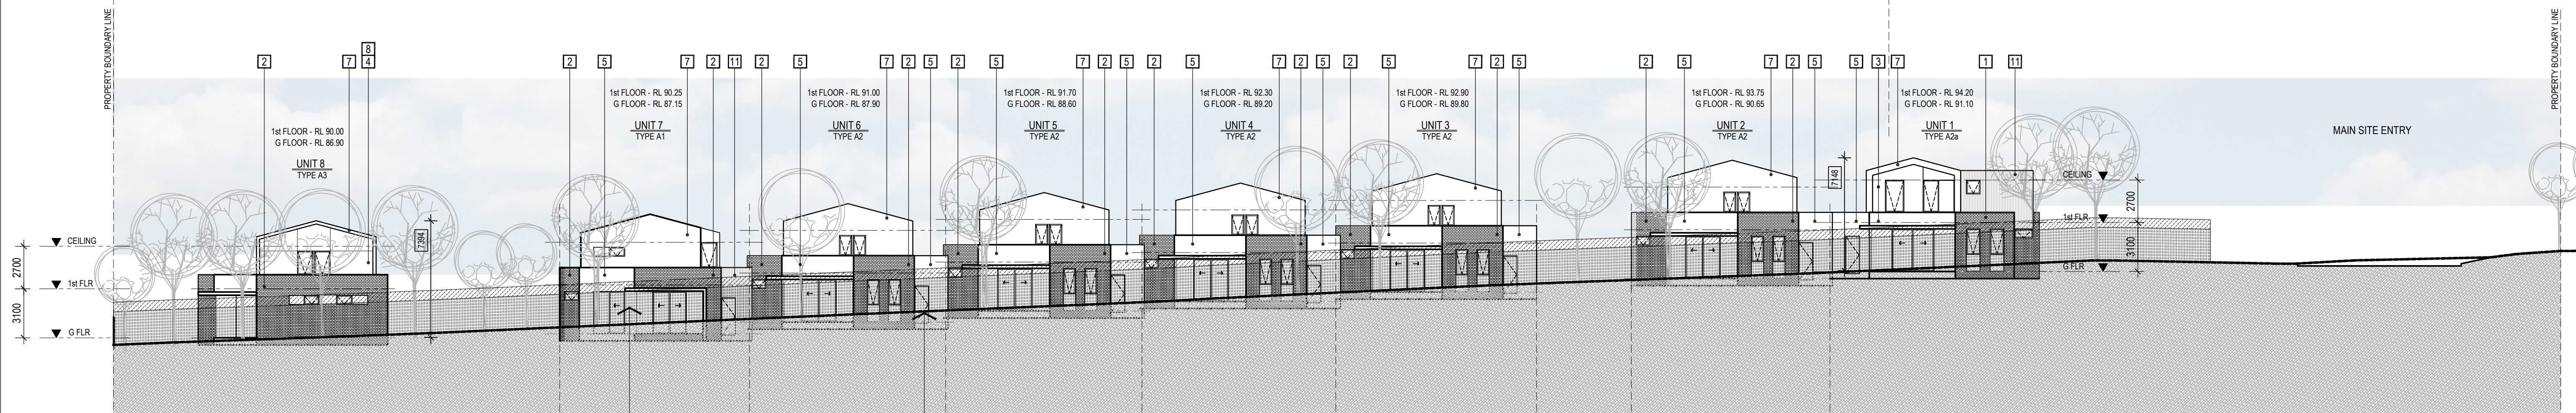 PROPERTY BOUNDARY LINE
8
2 7 4
2 5 7 2 11
2 5 7 2 5
2 5 7 2 5
2 5 7 2 5
2 5 7 2 5
2 5 7 2 5
5 3 7 1 11
PROPERTY BOUNDARY LINE
1st FLOOR - RL 90.00
G FLOOR - RL 86.90
UNIT 8
TYPE A3
1st FLOOR - RL 90.25
G FLOOR - RL 87.15
UNIT 7
TYPE A1
1st FLOOR - RL 91.00
G FLOOR - RL 87.90
UNIT 6
TYPE A2
1st FLOOR - RL 91.70
G FLOOR - RL 88.60
UNIT 5
TYPE A2
1st FLOOR - RL 92.30
G FLOOR - RL 89.20
UNIT 4
TYPE A2
1st FLOOR - RL 92.90
G FLOOR - RL 89.80
UNIT 3
TYPE A2
1st FLOOR - RL 93.75
G FLOOR - RL 90.65
UNIT 2
TYPE A2
1st FLOOR - RL 94.20
G FLOOR - RL 91.10
UNIT 1
TYPE A2a
MAIN SITE ENTRY
CEILING
2700
1st FLR
3100
G FLR
7394
7148
CEILING
2700
1st FLR
3100
G FLR